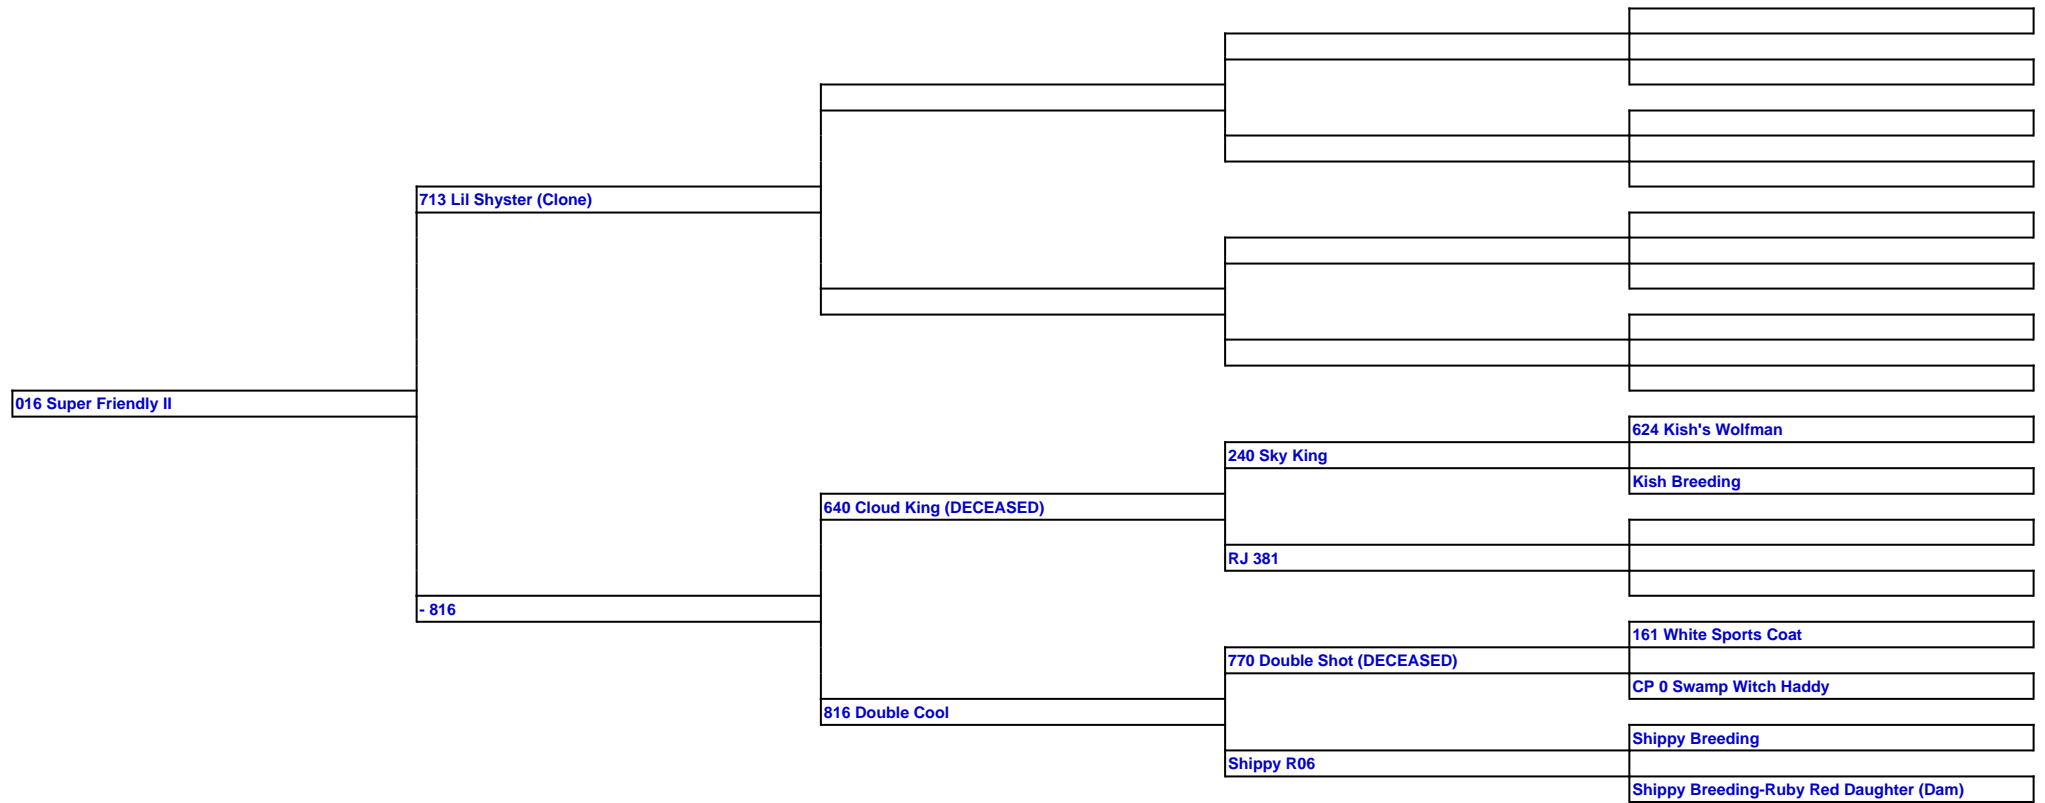 713 Lil Shyster (Clone)
016 Super Friendly II
624 Kish's Wolfman
240 Sky King
Kish Breeding
640 Cloud King (DECEASED)
RJ 381
- 816
161 White Sports Coat
770 Double Shot (DECEASED)
CP 0 Swamp Witch Haddy
816 Double Cool
Shippy Breeding
Shippy R06
Shippy Breeding-Ruby Red Daughter (Dam)